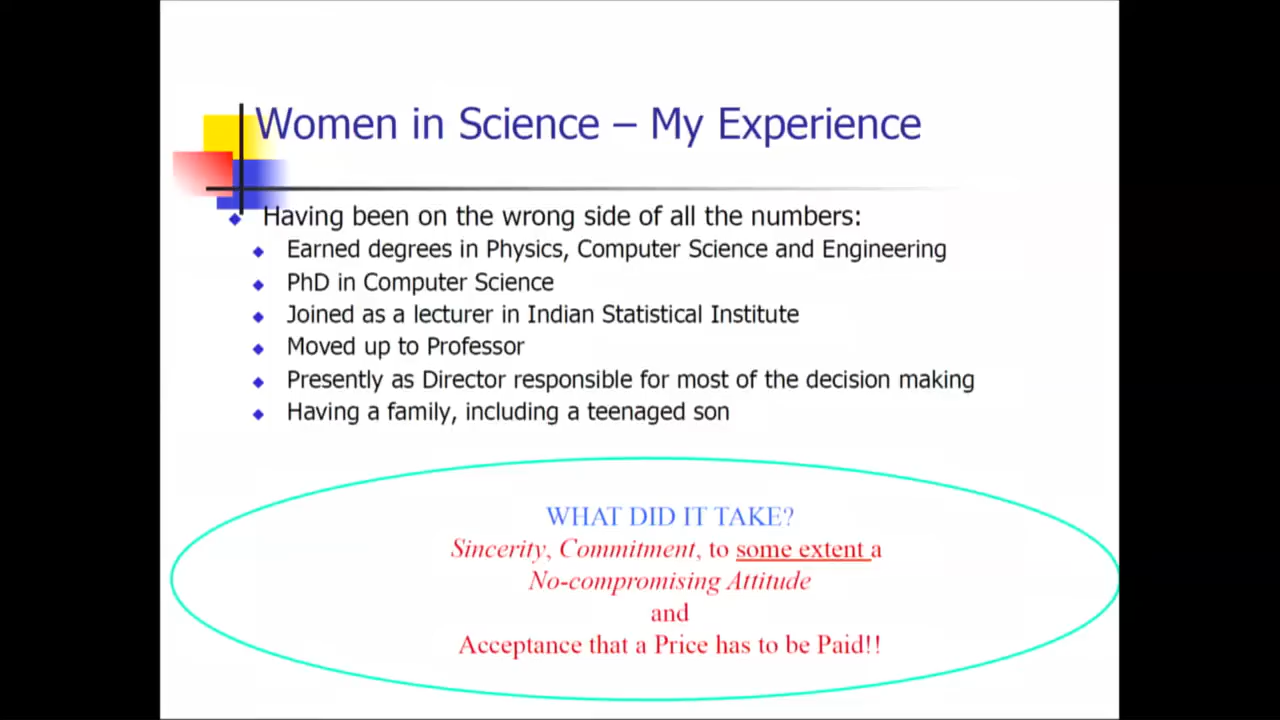 Women in Science – My Experience
Having been on the wrong side of all the numbers:
Earned degrees in Physics, Computer Science and Engineering
PhD in Computer Science
Joined as a lecturer in Indian Statistical Institute
Moved up to Professor
Presently as Director responsible for most of the decision making
Having a family, including a teenaged son
WHAT DID IT TAKE?
Sincerity, Commitment, to some extent a
No-compromising Attitude
and
Acceptance that a Price has to be Paid!!